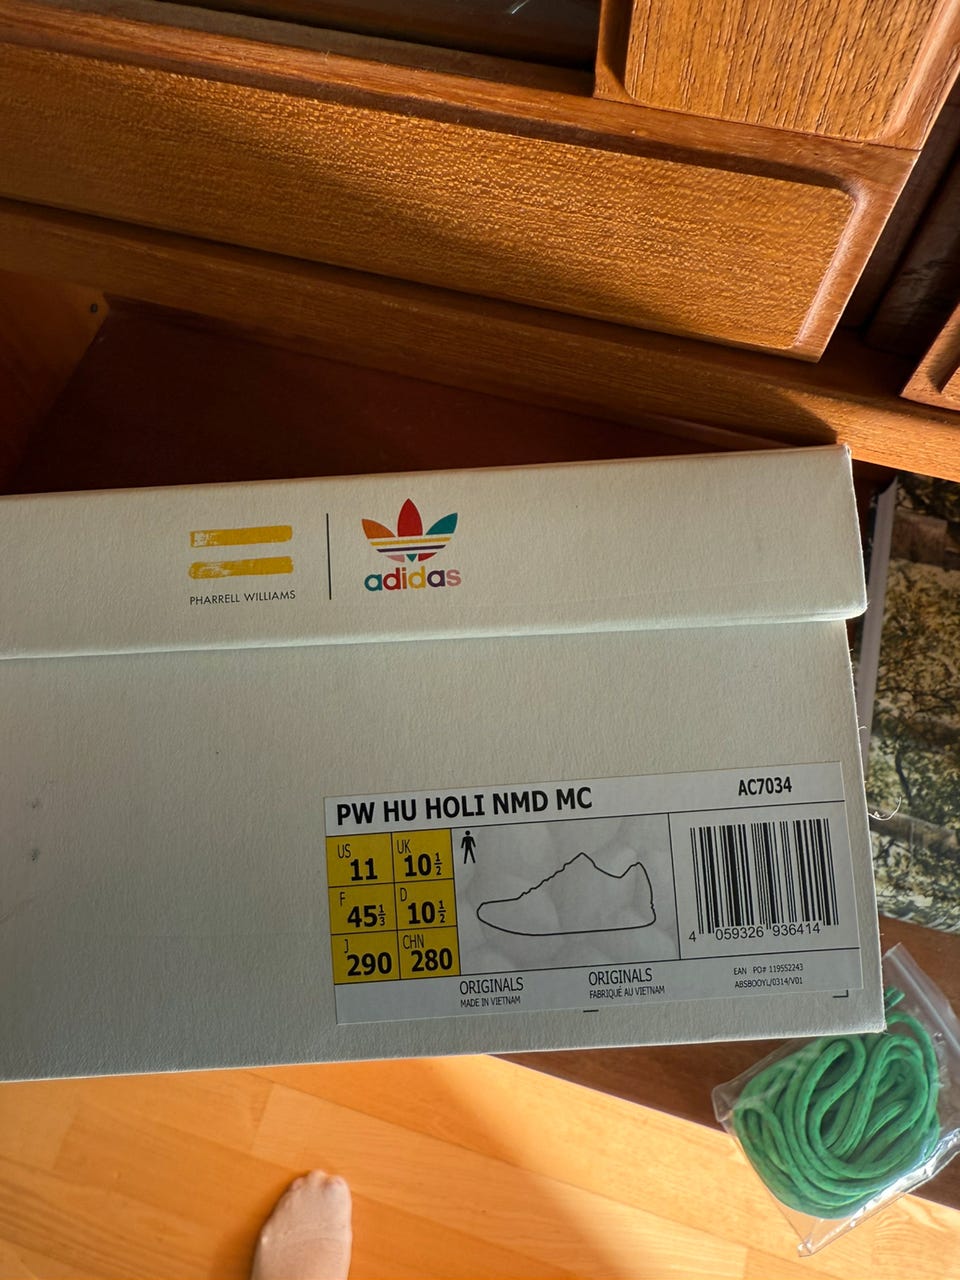 PHARRELL WILLIAMS
adidas
PW HU HOLI NMD MC
AC7034
US 11
UK 10½
F 45⅓
D 10½
J 290
CHN 280
4 059326 936414
ORIGINALS
MADE IN VIETNAM
ORIGINALS
FABRIQUÉ AU VIETNAM
EAN PO# 119552243
ABSBOOYL/0314/V01